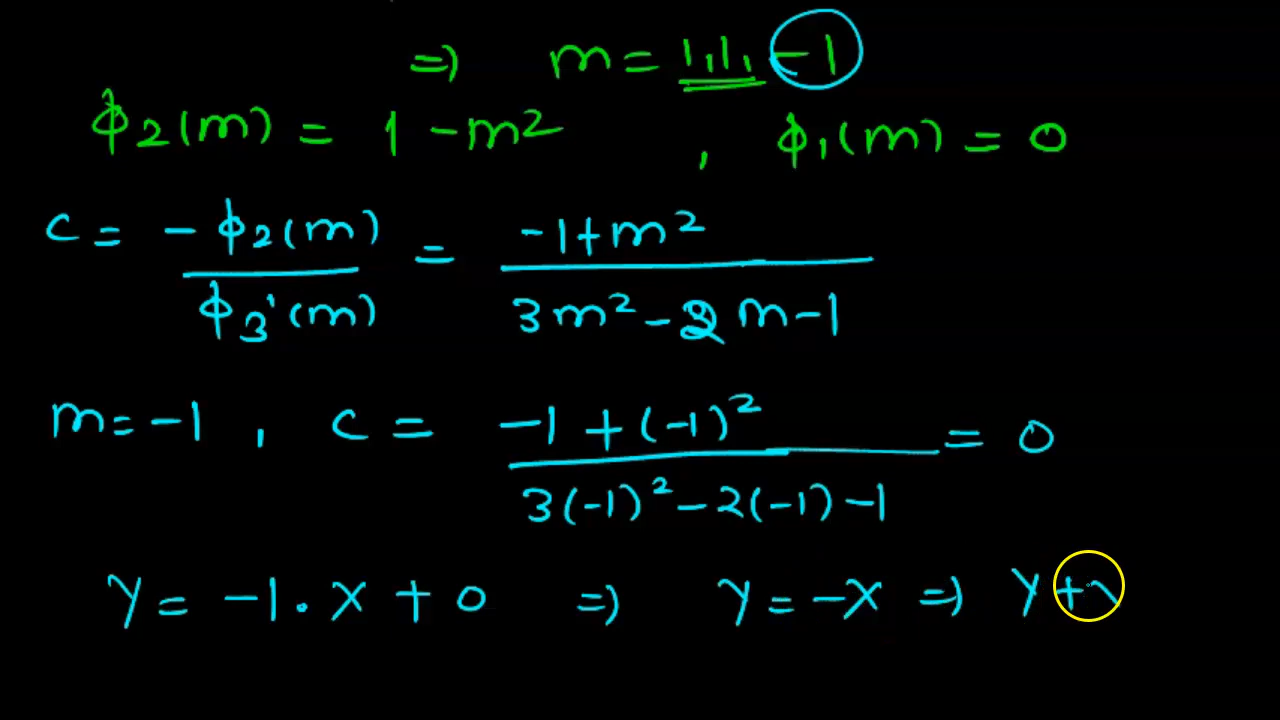 ⇒ m = 1, 1, -1
ϕ2(m) = 1 - m², ϕ1(m) = 0
c = -ϕ2(m) / ϕ3'(m) = (-1 + m²) / (3m² - 2m - 1)
m = -1, c = (-1 + (-1)²) / (3(-1)² - 2(-1) - 1) = 0
y = -1 · x + 0 ⇒ y = -x ⇒ y +